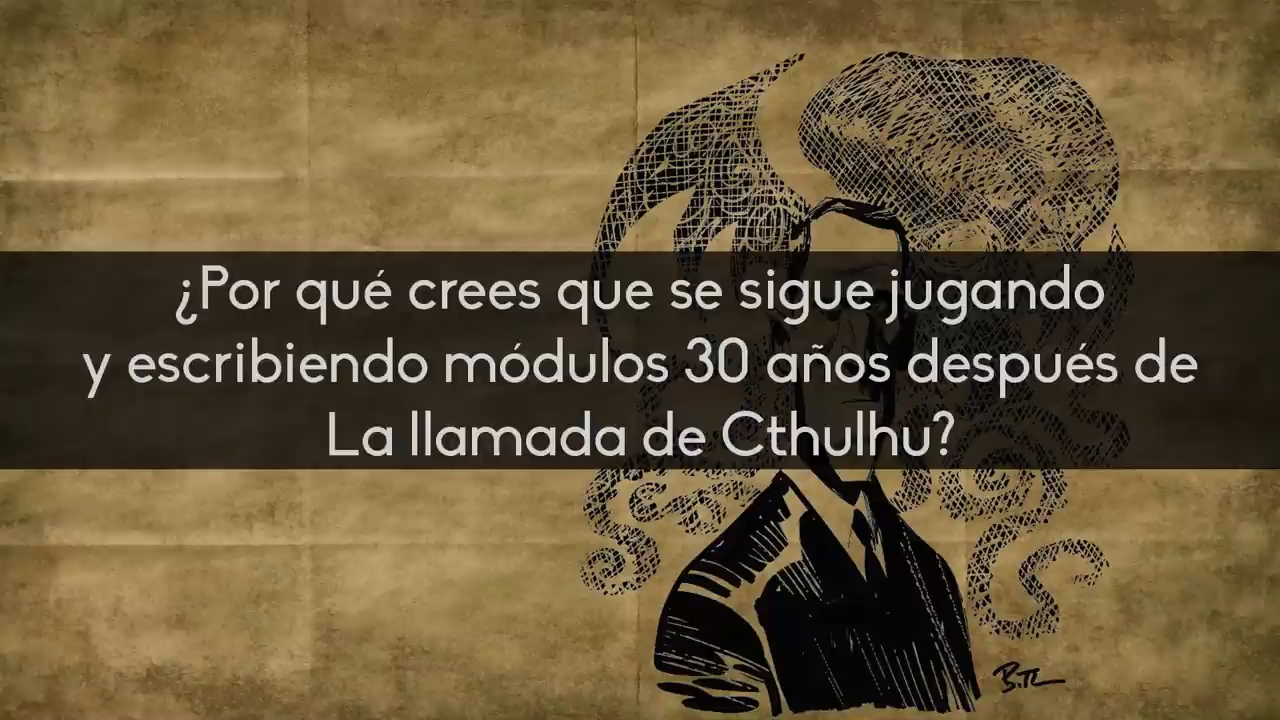 ¿Por qué crees que se sigue jugando
y escribiendo módulos 30 años después de
La llamada de Cthulhu?